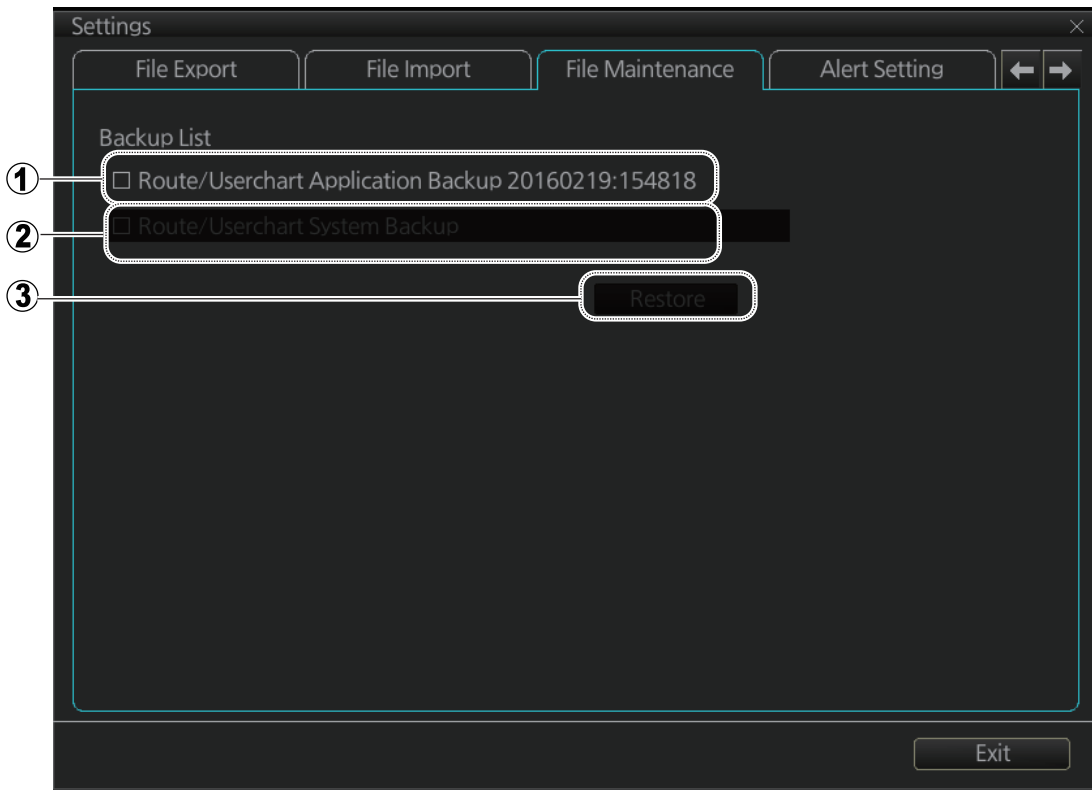 Settings
File Export File Import File Maintenance Alert Setting
Backup List
1 Route/Userchart Application Backup 20160219:154818
2 Route/Userchart System Backup
3 Restore
Exit